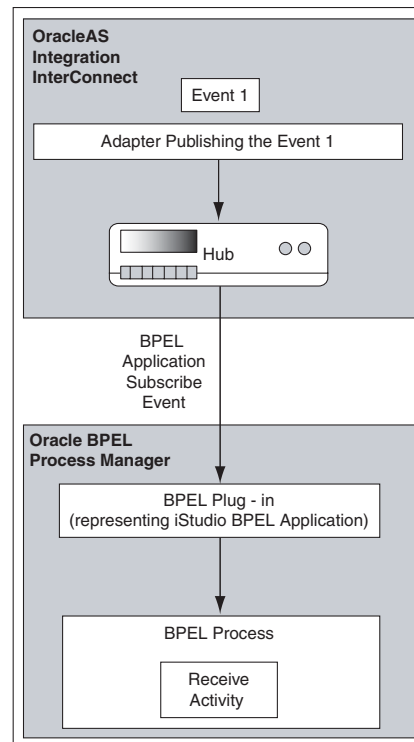 OracleAS
Integration
InterConnect
Event 1
Adapter Publishing the Event 1
Hub
BPEL
Application
Subscribe
Event
Oracle BPEL
Process Manager
BPEL Plug - in
(representing iStudio BPEL Application)
BPEL Process
Receive
Activity